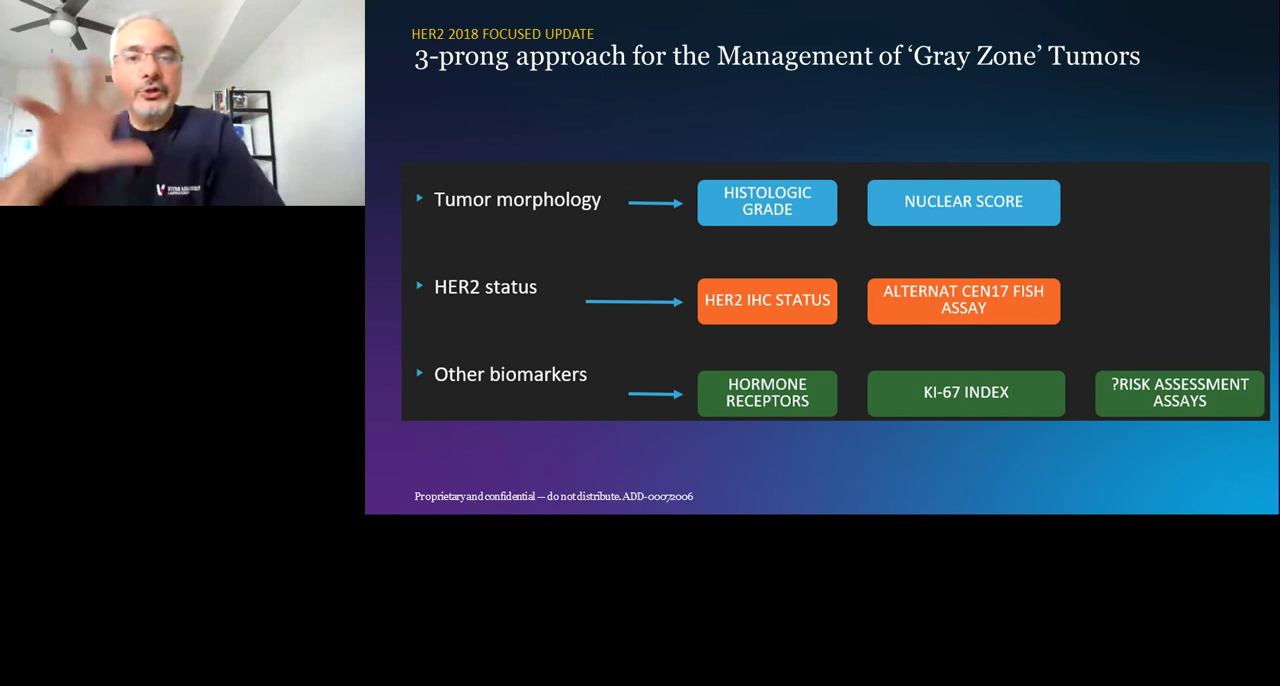 HER2 2018 FOCUSED UPDATE
3-prong approach for the Management of ‘Gray Zone’ Tumors
Tumor morphology
HISTOLOGIC
GRADE
NUCLEAR SCORE
HER2 status
HER2 IHC STATUS
ALTERNAT CEN17 FISH
ASSAY
Other biomarkers
HORMONE
RECEPTORS
KI-67 INDEX
?RISK ASSESSMENT
ASSAYS
Proprietary and confidential — do not distribute. ADD-00072006